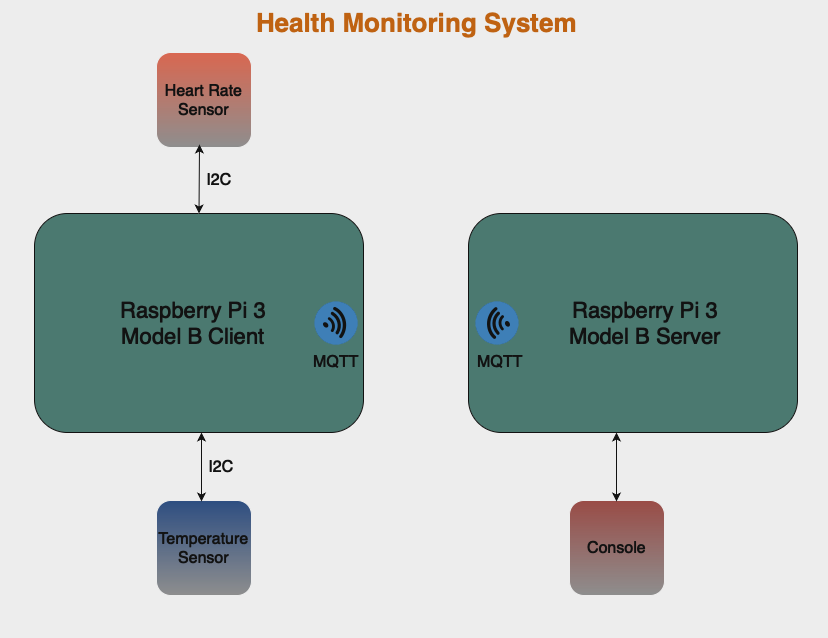 Health Monitoring System
Heart Rate
Sensor
I2C
Raspberry Pi 3
Model B Client
MQTT
MQTT
Raspberry Pi 3
Model B Server
I2C
Temperature
Sensor
Console